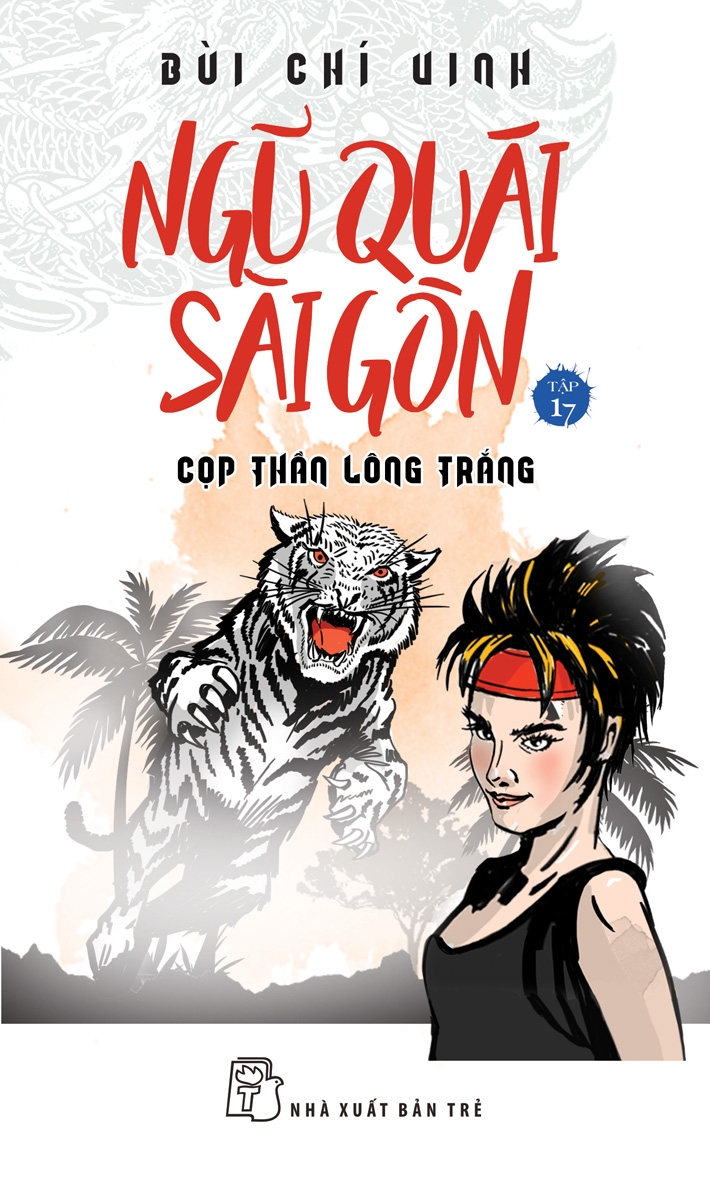 BÙI CHÍ VINH
NGŨ QUÁI
SÀI GÒN
TẬP
17
CỌP THẦN LÔNG TRẮNG
T
NHÀ XUẤT BẢN TRẺ